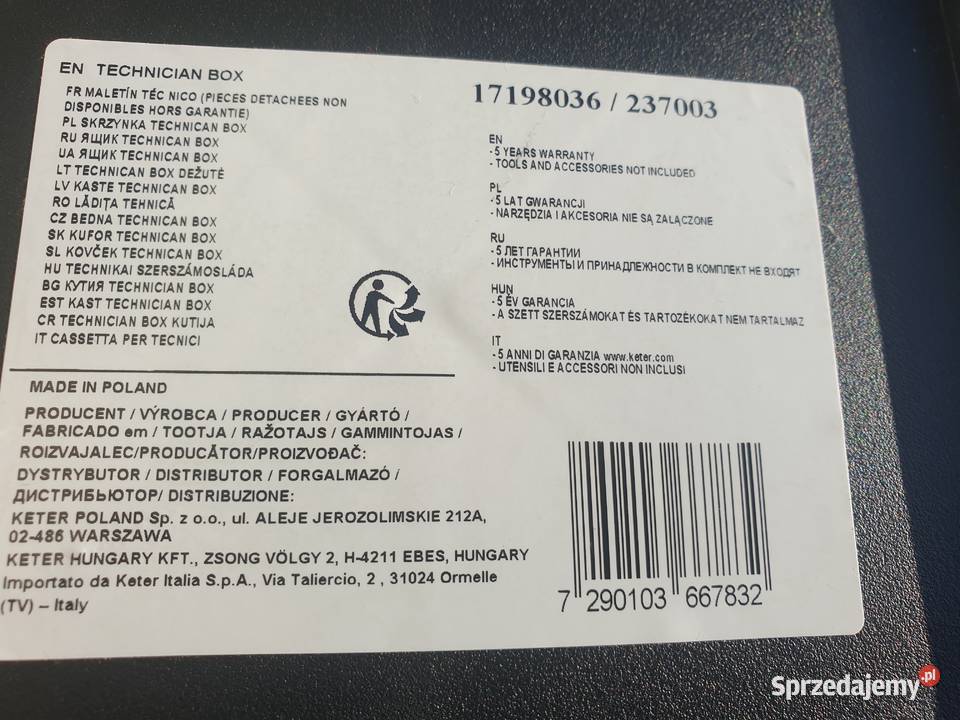 EN TECHNICIAN BOX
FR MALETÍN TÉC NICO (PIECES DETACHEES NON
DISPONIBLES HORS GARANTIE)
PL SKRZYNKA TECHNICAN BOX
RU ЯЩИК TECHNICAN BOX
UA ЯЩИК TECHNICAN BOX
LT TECHNICAN BOX DEŽUTĖ
LV KASTE TECHNICAN BOX
RO LĂDIȚA TEHNICĂ
CZ BEDNA TECHNICAN BOX
SK KUFOR TECHNICAN BOX
SL KOVČEK TECHNICAN BOX
HU TECHNIKAI SZERSZÁMOSLÁDA
BG КУТИЯ TECHNICAN BOX
EST KAST TECHNICAN BOX
CR TECHNICIAN BOX KUTIJA
IT CASSETTA PER TECNICI
MADE IN POLAND
PRODUCENT / VÝROBCA / PRODUCER / GYÁRTÓ /
FABRICADO em / TOOTJA / RAŽOTAJS / GAMMINTOJAS /
ROIZVAJALEC/PRODUCĂTOR/PROIZVOĐAČ:
DYSTRYBUTOR / DISTRIBUTOR / FORGALMAZÓ /
ДИСТРИБЬЮТОР/ DISTRIBUZIONE:
KETER POLAND Sp. z o.o., ul. ALEJE JEROZOLIMSKIE 212A,
02-486 WARSZAWA
KETER HUNGARY KFT., ZSONG VÖLGY 2, H-4211 EBES, HUNGARY
Importato da Keter Italia S.p.A., Via Taliercio, 2 , 31024 Ormelle
(TV) – Italy
17198036 / 237003
EN
- 5 YEARS WARRANTY
- TOOLS AND ACCESSORIES NOT INCLUDED
PL
- 5 LAT GWARANCJI
- NARZĘDZIA I AKCESORIA NIE SĄ ZAŁĄCZONE
RU
- 5 ЛЕТ ГАРАНТИИ
- ИНСТРУМЕНТЫ И ПРИНАДЛЕЖНОСТИ В КОМПЛЕКТ НЕ ВХОДЯТ
HUN
- 5 ÉV GARANCIA
- A SZETT SZERSZÁMOKAT ÉS TARTOZÉKOKAT NEM TARTALMAZ
IT
- 5 ANNI DI GARANZIA www.keter.com
- UTENSILI E ACCESSORI NON INCLUSI
7 290103 667832
Sprzedajemy.pl